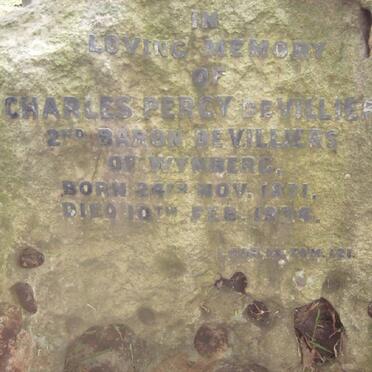 IN
LOVING MEMORY
OF
CHARLES PERCY DE VILLIER
2ND BARON DE VILLIERS
OF WYNBERG,
BORN 24TH NOV. 1871,
DIED 10TH FEB. 1934.